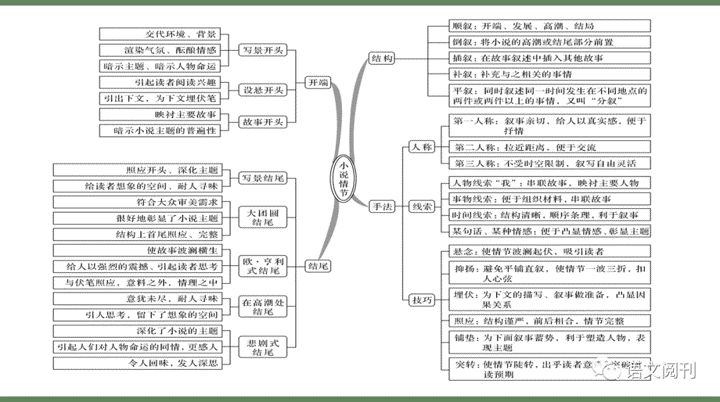 小说情节
开端
写景开头
交代环境、背景
渲染气氛、酝酿情感
暗示主题、暗示人物命运
设悬开头
引起读者阅读兴趣
引出下文，为下文埋伏笔
故事开头
映衬主要故事
暗示小说主题的普遍性
结尾
写景结尾
照应开头、深化主题
给读者想象的空间、耐人寻味
大团圆
结尾
符合大众审美需求
很好地彰显了小说主题
结构上首尾照应、完整
欧·亨利
式结尾
使故事波澜横生
给人以强烈的震撼、引起读者思考
与伏笔照应，意料之外，情理之中
在高潮处
结尾
意犹未尽，耐人寻味
引人思考，留下了想象的空间
悲剧式
结尾
深化了小说的主题
引起人们对人物命运的同情，更感人
令人回味，发人深思
结构
顺叙：开端、发展、高潮、结局
倒叙：将小说的高潮或结尾部分前置
插叙：在故事叙述中插入其他故事
补叙：补充与之相关的事情
平叙：同时叙述同一时间发生在不同地点的
两件或两件以上的事情，又叫“分叙”
手法
人称
第一人称：叙事亲切，给人以真实感，便于
抒情
第二人称：拉近距离，便于交流
第三人称：不受时空限制，叙写自由灵活
线索
人物线索“我”：串联故事，映衬主要人物
事物线索：便于组织材料，串联故事
时间线索：结构清晰，顺序条理，利于叙事
某句话、某种情感：便于凸显情感、彰显主题
技巧
悬念：使情节波澜起伏，吸引读者
抑扬：避免平铺直叙，使情节一波三折，扣
人心弦
埋伏：为下文的描写、叙事做准备，凸显因
果关系
照应：结构谨严，前后相合，情节完整
铺垫：为下面叙事蓄势，利于塑造人物，表
现主题
突转：使情节陡转，出乎读者意
读预期
语文阅刊